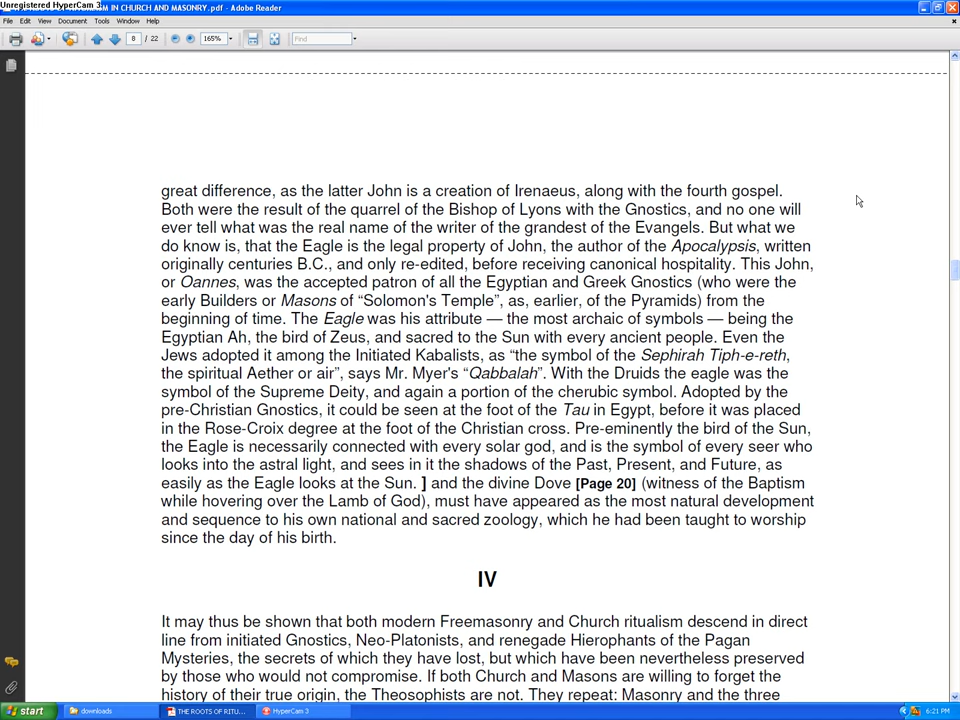 Unregistered HyperCam 3
M IN CHURCH AND MASONRY.pdf - Adobe Reader
File Edit View Document Tools Window Help
8 / 22 165% Find
great difference, as the latter John is a creation of Irenaeus, along with the fourth gospel.
Both were the result of the quarrel of the Bishop of Lyons with the Gnostics, and no one will
ever tell what was the real name of the writer of the grandest of the Evangels. But what we
do know is, that the Eagle is the legal property of John, the author of the Apocalypsis, written
originally centuries B.C., and only re-edited, before receiving canonical hospitality. This John,
or Oannes, was the accepted patron of all the Egyptian and Greek Gnostics (who were the
early Builders or Masons of “Solomon's Temple”, as, earlier, of the Pyramids) from the
beginning of time. The Eagle was his attribute — the most archaic of symbols — being the
Egyptian Ah, the bird of Zeus, and sacred to the Sun with every ancient people. Even the
Jews adopted it among the Initiated Kabalists, as “the symbol of the Sephirah Tiph-e-reth,
the spiritual Aether or air”, says Mr. Myer's “Qabbalah”. With the Druids the eagle was the
symbol of the Supreme Deity, and again a portion of the cherubic symbol. Adopted by the
pre-Christian Gnostics, it could be seen at the foot of the Tau in Egypt, before it was placed
in the Rose-Croix degree at the foot of the Christian cross. Pre-eminently the bird of the Sun,
the Eagle is necessarily connected with every solar god, and is the symbol of every seer who
looks into the astral light, and sees in it the shadows of the Past, Present, and Future, as
easily as the Eagle looks at the Sun. ] and the divine Dove [Page 20] (witness of the Baptism
while hovering over the Lamb of God), must have appeared as the most natural development
and sequence to his own national and sacred zoology, which he had been taught to worship
since the day of his birth.
IV
It may thus be shown that both modern Freemasonry and Church ritualism descend in direct
line from initiated Gnostics, Neo-Platonists, and renegade Hierophants of the Pagan
Mysteries, the secrets of which they have lost, but which have been nevertheless preserved
by those who would not compromise. If both Church and Masons are willing to forget the
history of their true origin, the Theosophists are not. They repeat: Masonry and the three
start downloads THE ROOTS OF RITU... HyperCam 3 6:21 PM